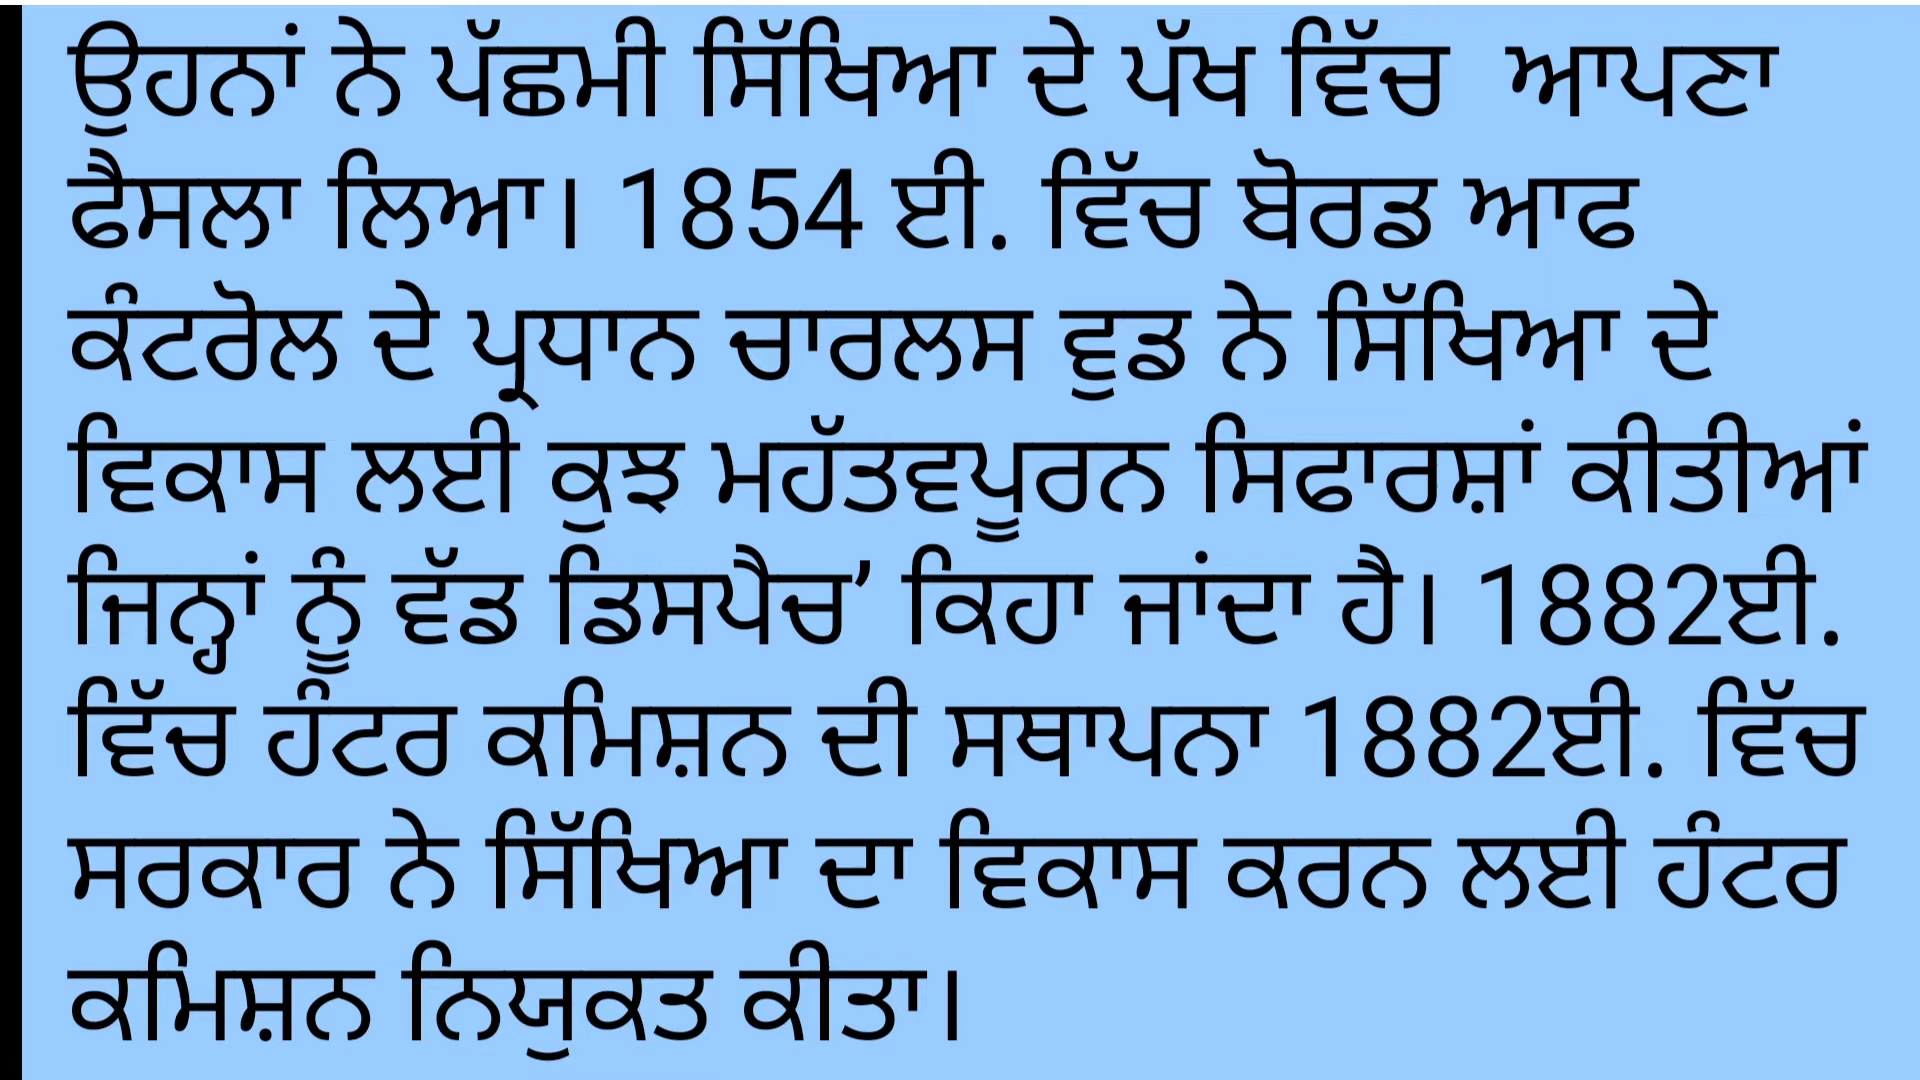 ਉਹਨਾਂ ਨੇ ਪੱਛਮੀ ਸਿੱਖਿਆ ਦੇ ਪੱਖ ਵਿੱਚ  ਆਪਣਾ
ਫੈਸਲਾ ਲਿਆ। 1854 ਈ. ਵਿੱਚ ਬੋਰਡ ਆਫ
ਕੰਟਰੋਲ ਦੇ ਪ੍ਰਧਾਨ ਚਾਰਲਸ ਵੁਡ ਨੇ ਸਿੱਖਿਆ ਦੇ
ਵਿਕਾਸ ਲਈ ਕੁਝ ਮਹੱਤਵਪੂਰਨ ਸਿਫਾਰਸ਼ਾਂ ਕੀਤੀਆਂ
ਜਿਨ੍ਹਾਂ ਨੂੰ ਵੱਡ ਡਿਸਪੈਚ’ ਕਿਹਾ ਜਾਂਦਾ ਹੈ। 1882ਈ.
ਵਿੱਚ ਹੰਟਰ ਕਮਿਸ਼ਨ ਦੀ ਸਥਾਪਨਾ 1882ਈ. ਵਿੱਚ
ਸਰਕਾਰ ਨੇ ਸਿੱਖਿਆ ਦਾ ਵਿਕਾਸ ਕਰਨ ਲਈ ਹੰਟਰ
ਕਮਿਸ਼ਨ ਨਿਯੁਕਤ ਕੀਤਾ।